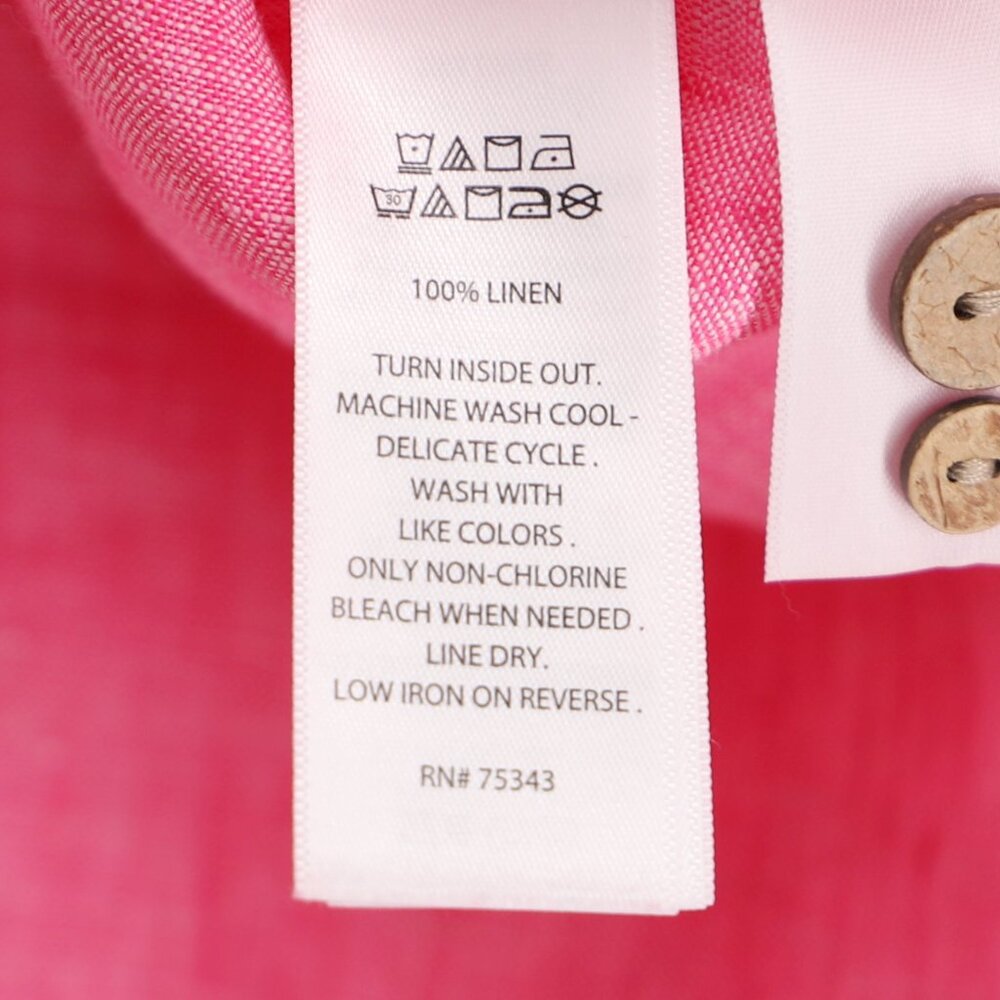 30
100% LINEN
TURN INSIDE OUT.
MACHINE WASH COOL -
DELICATE CYCLE .
WASH WITH
LIKE COLORS .
ONLY NON-CHLORINE
BLEACH WHEN NEEDED .
LINE DRY.
LOW IRON ON REVERSE .
RN# 75343